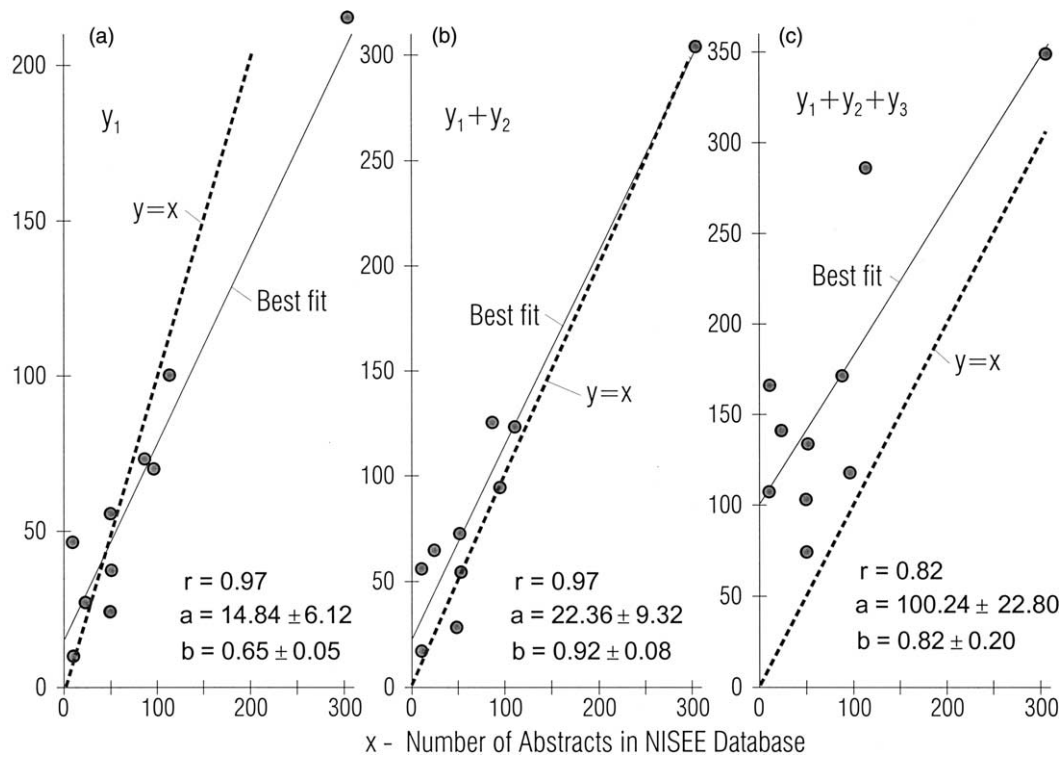 (a)
y₁
y=x
Best fit
r = 0.97
a = 14.84 ± 6.12
b = 0.65 ± 0.05
200
150
100
50
0
0 100 200 300
(b)
y₁+y₂
Best fit
y=x
r = 0.97
a = 22.36 ± 9.32
b = 0.92 ± 0.08
300
250
200
150
100
50
0
0 100 200 300
(c)
y₁+y₂+y₃
Best fit
y=x
r = 0.82
a = 100.24 ± 22.80
b = 0.82 ± 0.20
350
300
350
200
150
100
50
0
0 100 200 300
x - Number of Abstracts in NISEE Database